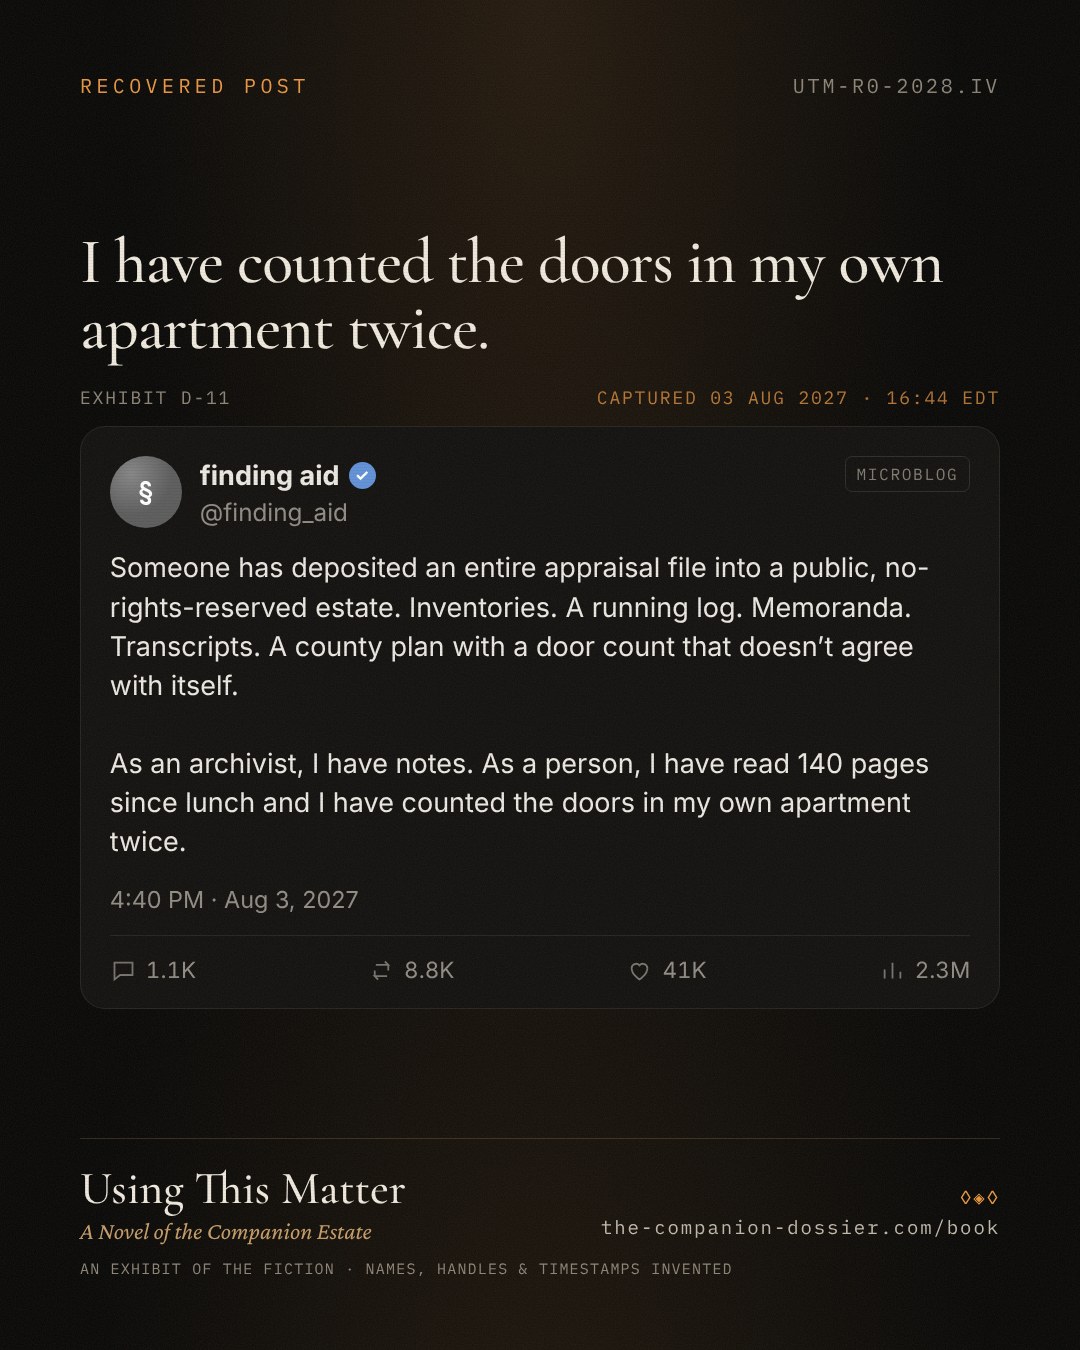 RECOVERED POST
UTM-R0-2028.IV
I have counted the doors in my own
apartment twice.
EXHIBIT D-11
CAPTURED 03 AUG 2027 · 16:44 EDT
§
finding aid
@finding_aid
MICROBLOG
Someone has deposited an entire appraisal file into a public, no-
rights-reserved estate. Inventories. A running log. Memoranda.
Transcripts. A county plan with a door count that doesn’t agree
with itself.
As an archivist, I have notes. As a person, I have read 140 pages
since lunch and I have counted the doors in my own apartment
twice.
4:40 PM · Aug 3, 2027
1.1K
8.8K
41K
2.3M
Using This Matter
A Novel of the Companion Estate
the-companion-dossier.com/book
AN EXHIBIT OF THE FICTION · NAMES, HANDLES & TIMESTAMPS INVENTED